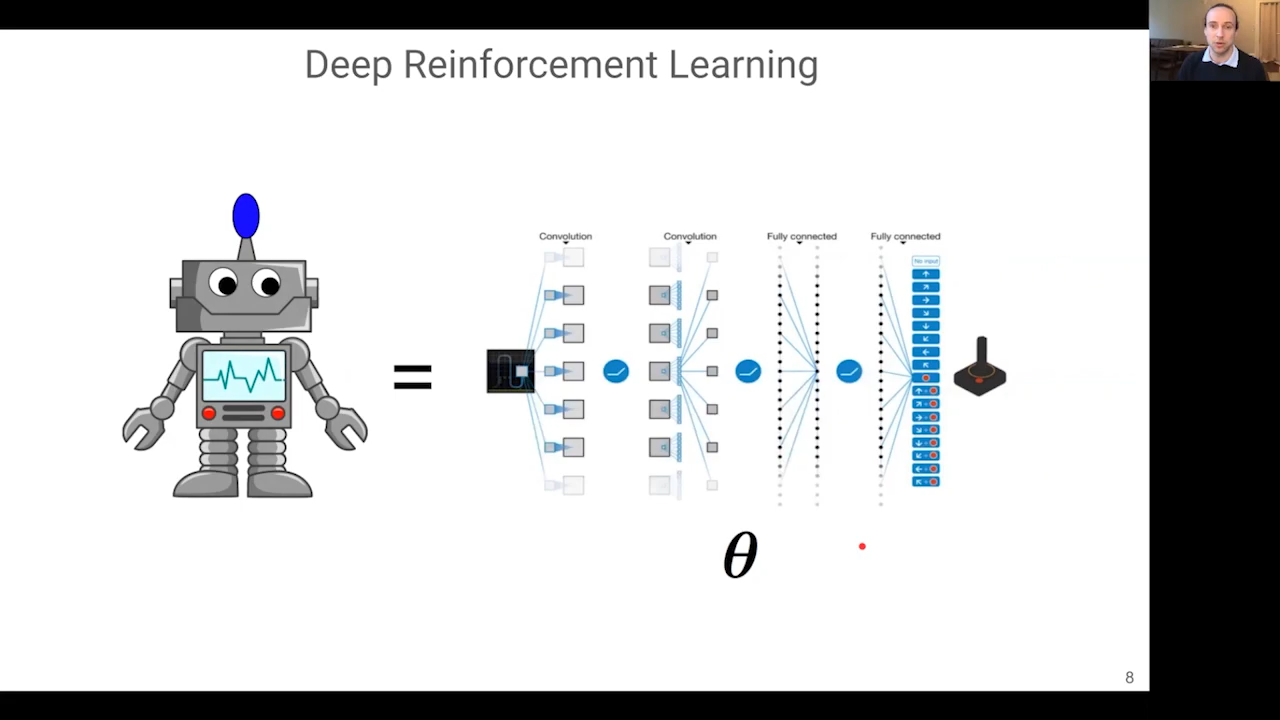 Deep Reinforcement Learning
Convolution
Convolution
Fully connected
Fully connected
No input
=
θ
8